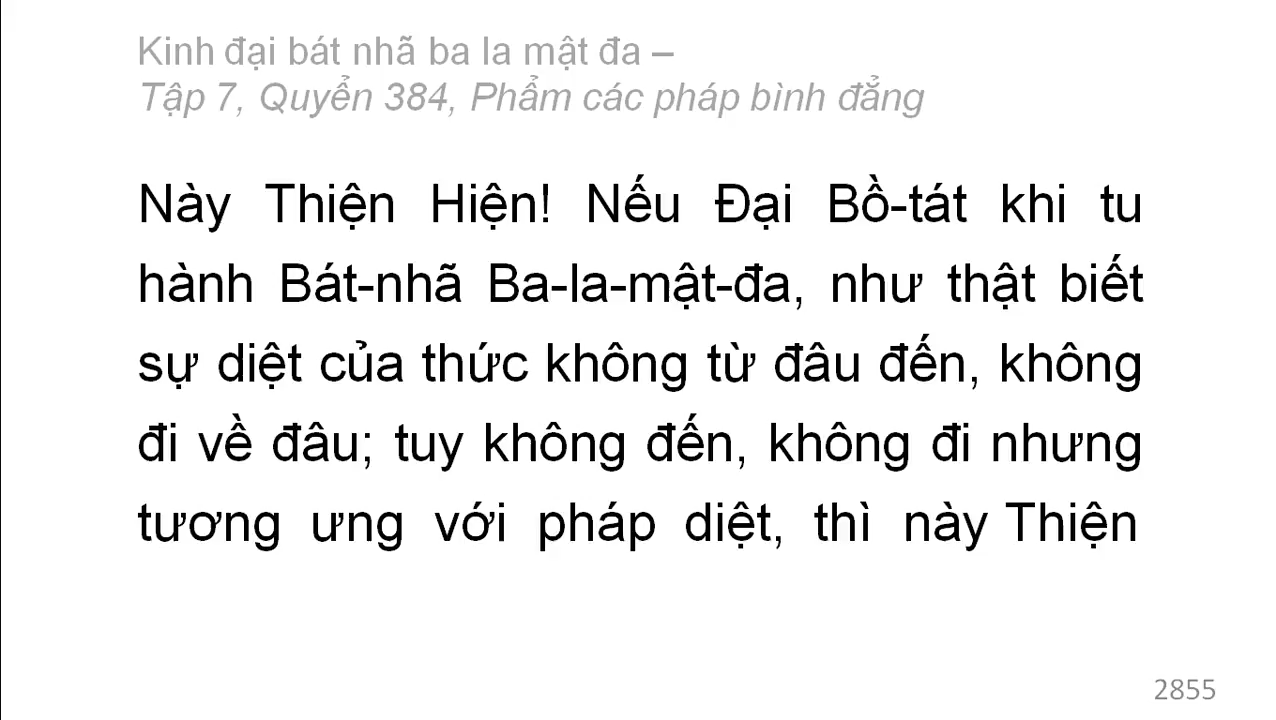 Kinh đại bát nhã ba la mật đa –
Tập 7, Quyển 384, Phẩm các pháp bình đẳng
Này Thiện Hiện! Nếu Đại Bồ-tát khi tu
hành Bát-nhã Ba-la-mật-đa, như thật biết
sự diệt của thức không từ đâu đến, không
đi về đâu; tuy không đến, không đi nhưng
tương ưng với pháp diệt, thì này Thiện
2855